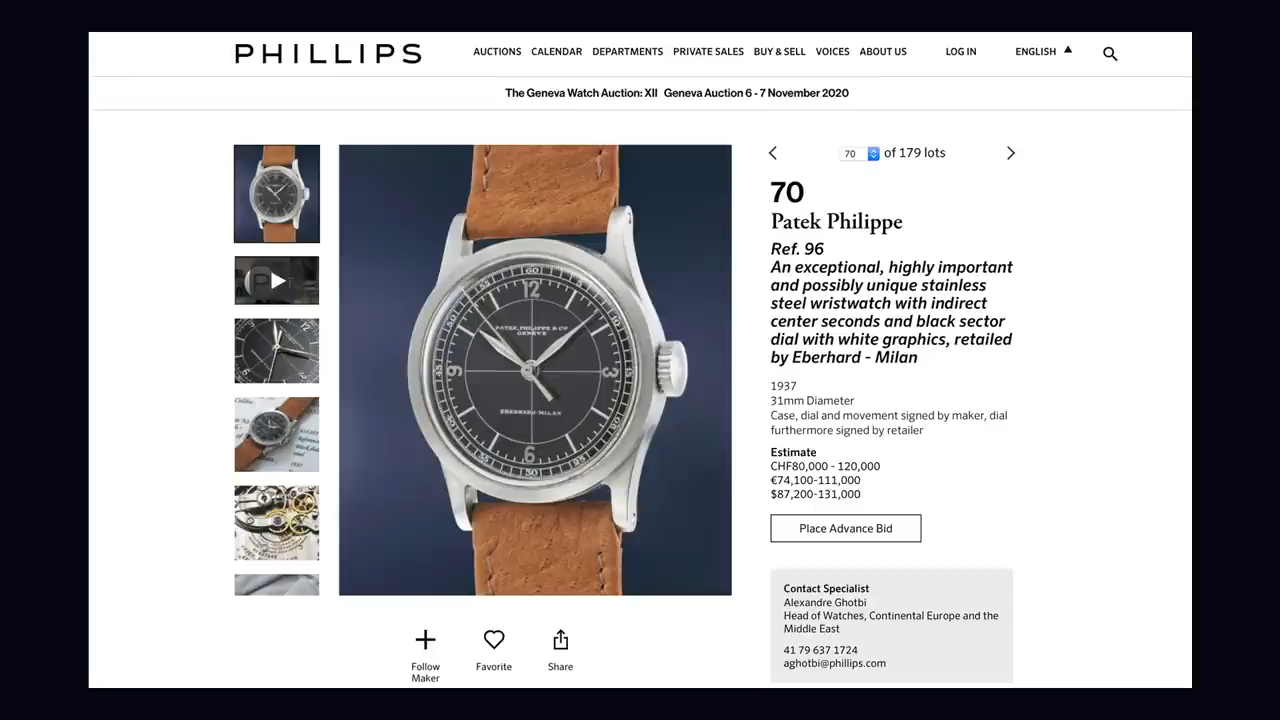 PHILLIPS
AUCTIONS CALENDAR DEPARTMENTS PRIVATE SALES BUY & SELL VOICES ABOUT US LOG IN ENGLISH
The Geneva Watch Auction: XII Geneva Auction 6 - 7 November 2020
70 of 179 lots
70
Patek Philippe
Ref. 96
An exceptional, highly important
and possibly unique stainless
steel wristwatch with indirect
center seconds and black sector
dial with white graphics, retailed
by Eberhard - Milan
1937
31mm Diameter
Case, dial and movement signed by maker, dial
furthermore signed by retailer
Estimate
CHF80,000 - 120,000
€74,100-111,000
$87,200-131,000
Place Advance Bid
Contact Specialist
Alexandre Ghotbi
Head of Watches, Continental Europe and the
Middle East
41 79 637 1724
aghotbi@phillips.com
60
12
PATEK, PHILIPPE & Cº
GENÈVE
9
3
EBERHARD-MILAN
6
30
Follow
Maker
Favorite
Share